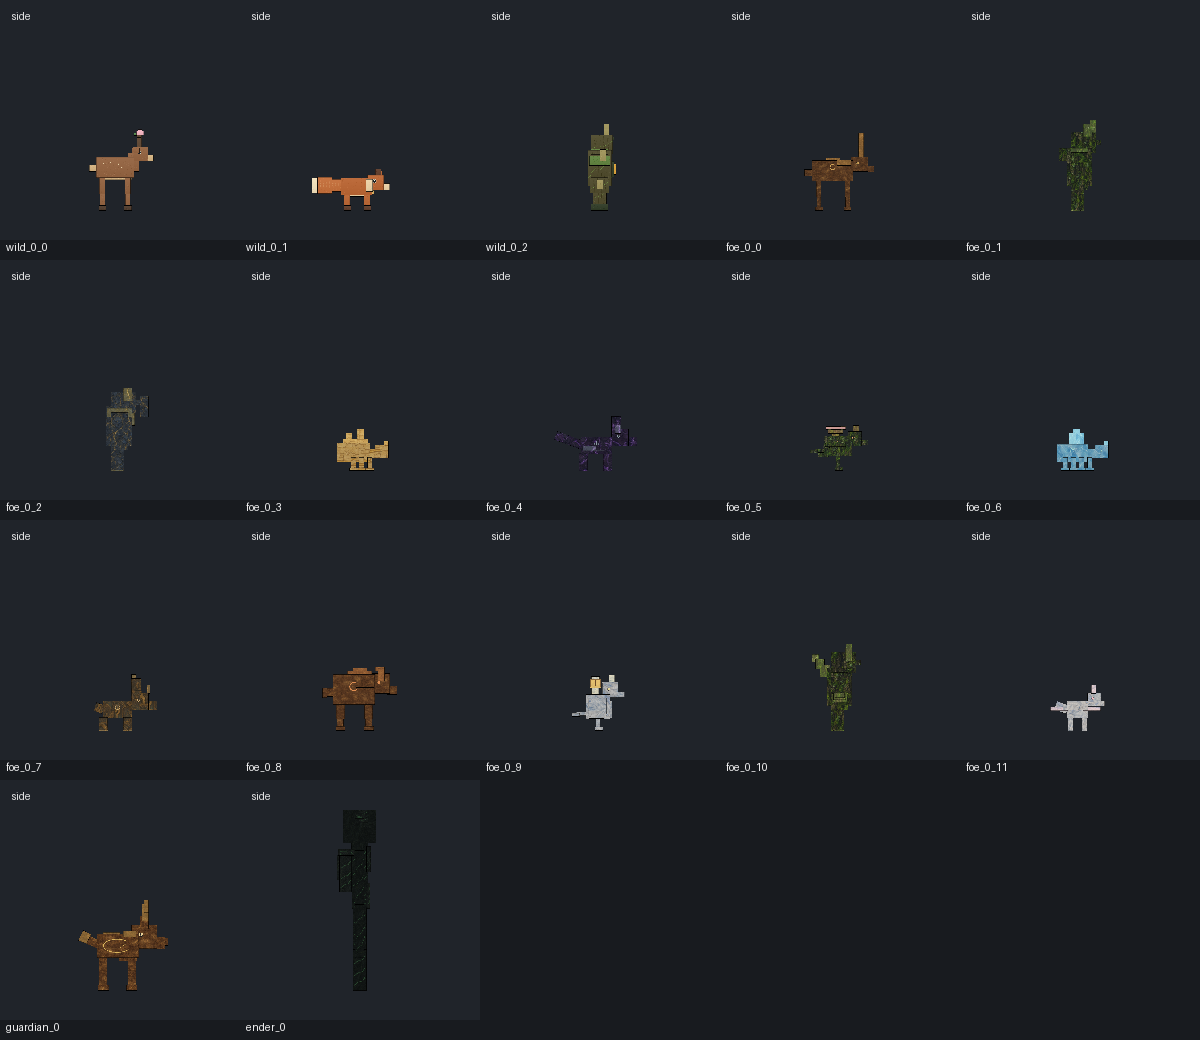 side side side side side
wild_0_0 wild_0_1 wild_0_2 foe_0_0 foe_0_1
side side side side side
foe_0_2 foe_0_3 foe_0_4 foe_0_5 foe_0_6
side side side side side
foe_0_7 foe_0_8 foe_0_9 foe_0_10 foe_0_11
side side
guardian_0 ender_0